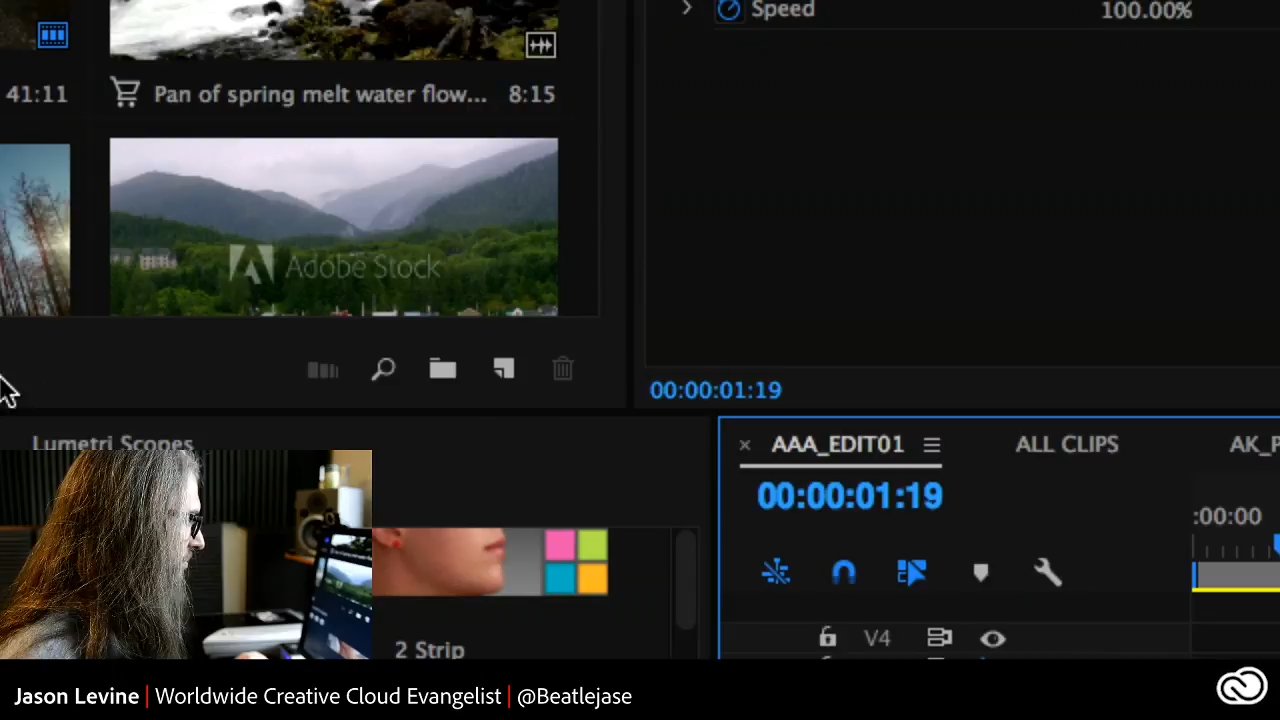 Speed 100.00%
41:11 Pan of spring melt water flow... 8:15
Adobe Stock
00:00:01:19
Lumetri Scopes
AAA_EDIT01 ALL CLIPS AK_P
00:00:01:19
:00:00
V4
2 Strip
Jason Levine | Worldwide Creative Cloud Evangelist | @Beatlejase